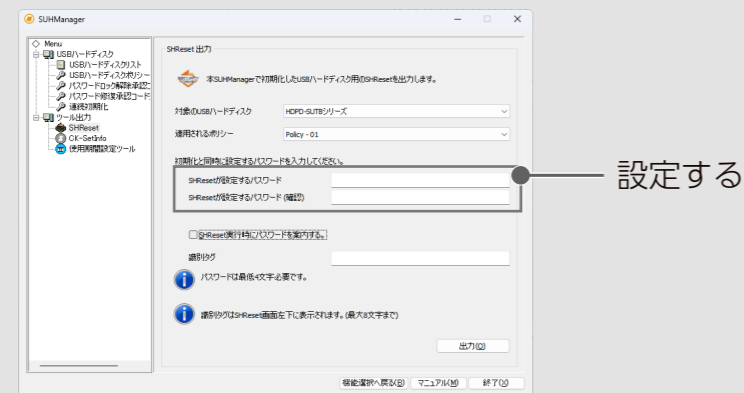 SUHManager
Menu
USBハードディスク
USBハードディスクリスト
USBハードディスクポリシー
パスワードロック解除承認コ
パスワード修復承認コード
連続初期化
ツール出力
SHReset
CK-SetInfo
使用期間設定ツール
SHReset 出力
本SUHManagerで初期化したUSBハードディスク用のSHResetを出力します。
対象のUSBハードディスク
HDPD-SUTBシリーズ
適用されるポリシー
Policy - 01
初期化と同時に設定するパスワードを入力してください。
SHResetが設定するパスワード
SHResetが設定するパスワード (確認)
設定する
SHReset実行時にパスワードを案内する。
識別タグ
パスワードは最低4文字必要です。
識別タグはSHReset画面左下に表示されます。(最大8文字まで)
出力(O)
機能選択へ戻る(B)
マニュアル(M)
終了(X)